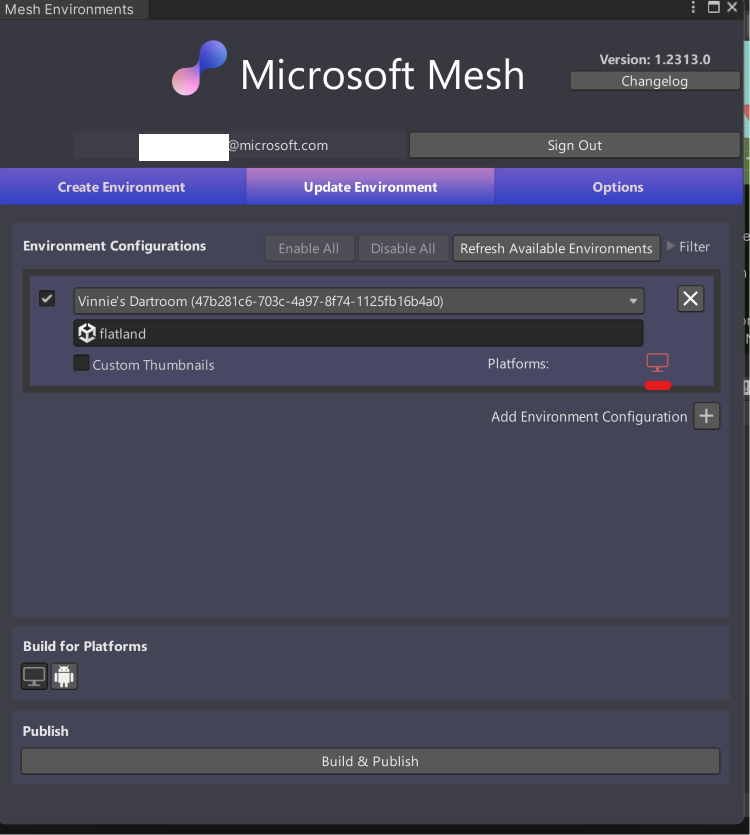 Mesh Environments
Microsoft Mesh
Version: 1.2313.0
Changelog
@microsoft.com
Sign Out
Create Environment
Update Environment
Options
Environment Configurations
Enable All
Disable All
Refresh Available Environments
Filter
Vinnie's Dartroom (47b281c6-703c-4a97-8f74-1125fb16b4a0)
flatland
Custom Thumbnails
Platforms:
Add Environment Configuration
Build for Platforms
Publish
Build & Publish